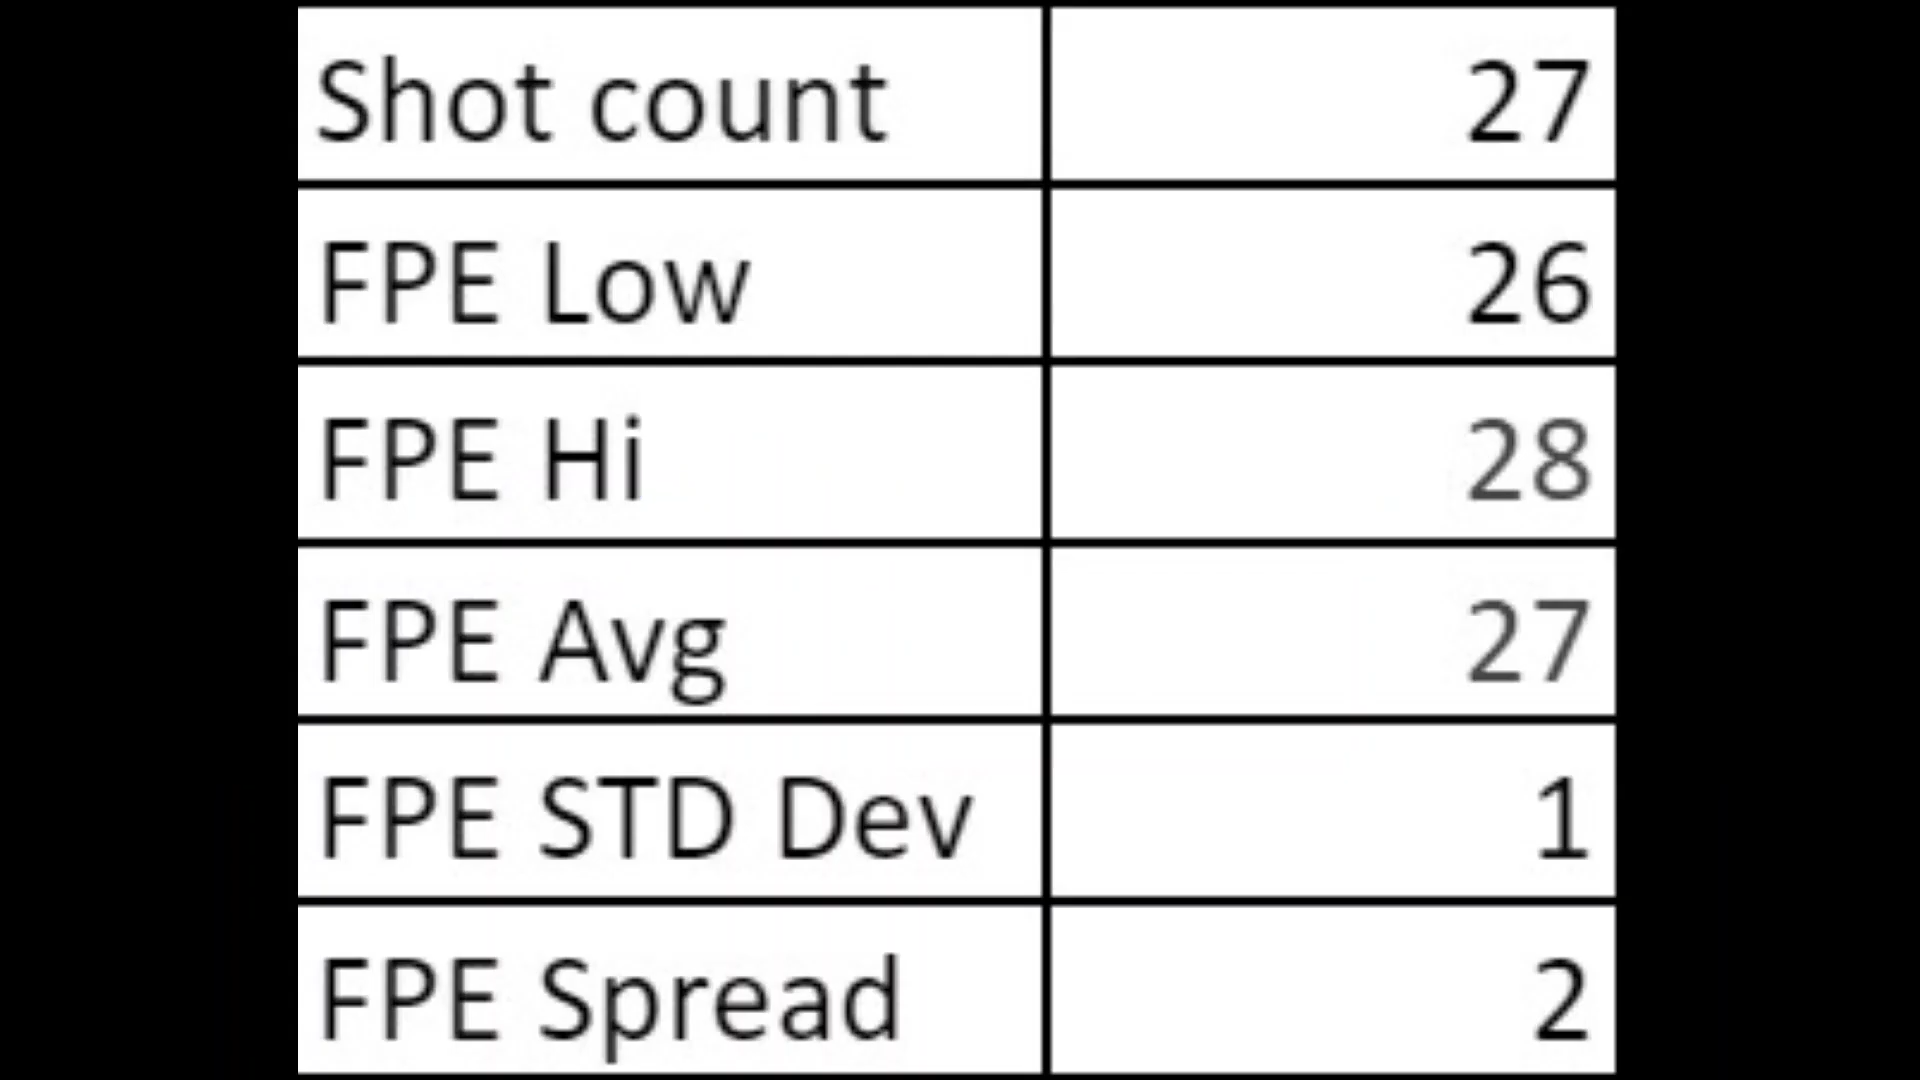 Shot count 27
FPE Low 26
FPE Hi 28
FPE Avg 27
FPE STD Dev 1
FPE Spread 2